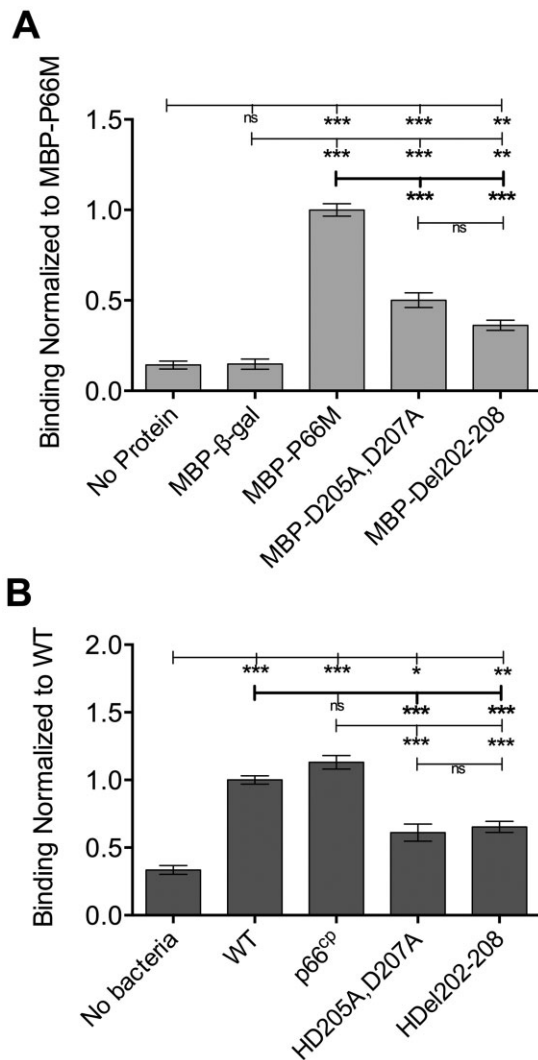 A
Binding Normalized to MBP-P66M
1.5
1.0
0.5
0.0
ns *** *** **
*** *** **
*** ***
ns
No Protein
MBP-β-gal
MBP-P66M
MBP-D205A, D207A
MBP-Del202-208
B
Binding Normalized to WT
2.0
1.5
1.0
0.5
0.0
*** *** * **
ns *** ***
*** ***
ns
No bacteria
WT
p66cp
HD205A, D207A
HDel202-208